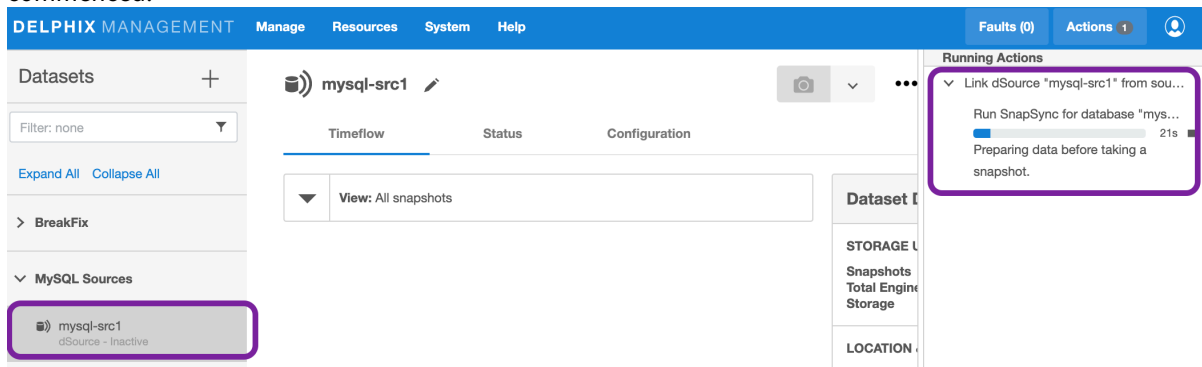 DELPHIX MANAGEMENT Manage Resources System Help Faults (0) Actions 1
Datasets
Filter: none
Expand All Collapse All
BreakFix
MySQL Sources
mysql-src1
dSource - Inactive
mysql-src1
Timeflow Status Configuration
View: All snapshots
Dataset
STORAGE
Snapshots
Total Engine
Storage
LOCATION
Running Actions
Link dSource "mysql-src1" from sou...
Run SnapSync for database "mys...
21s
Preparing data before taking a
snapshot.